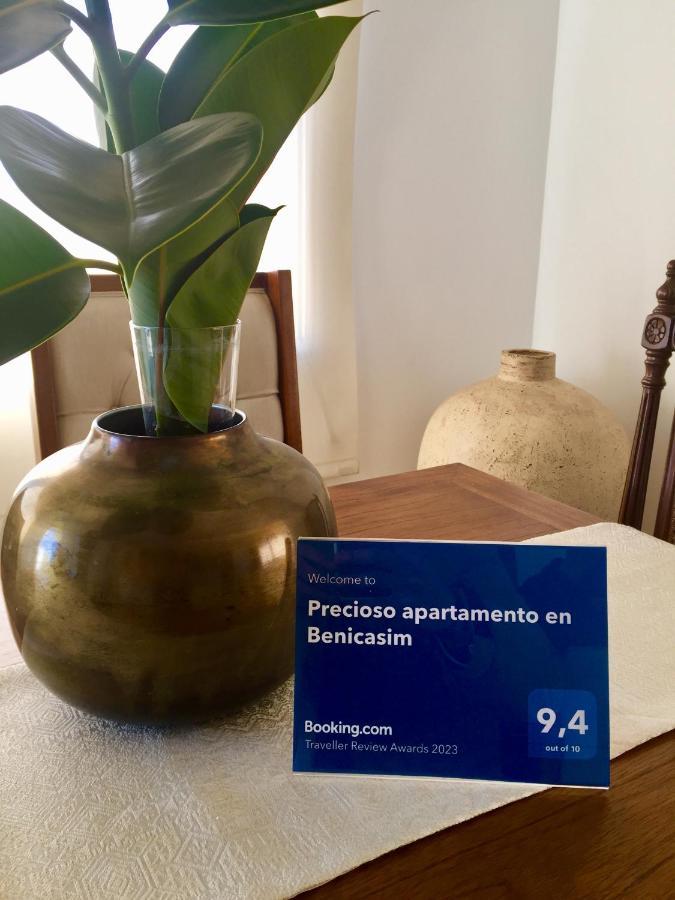 Welcome to
Precioso apartamento en
Benicasim
Booking.com
Traveller Review Awards 2023
9,4
out of 10